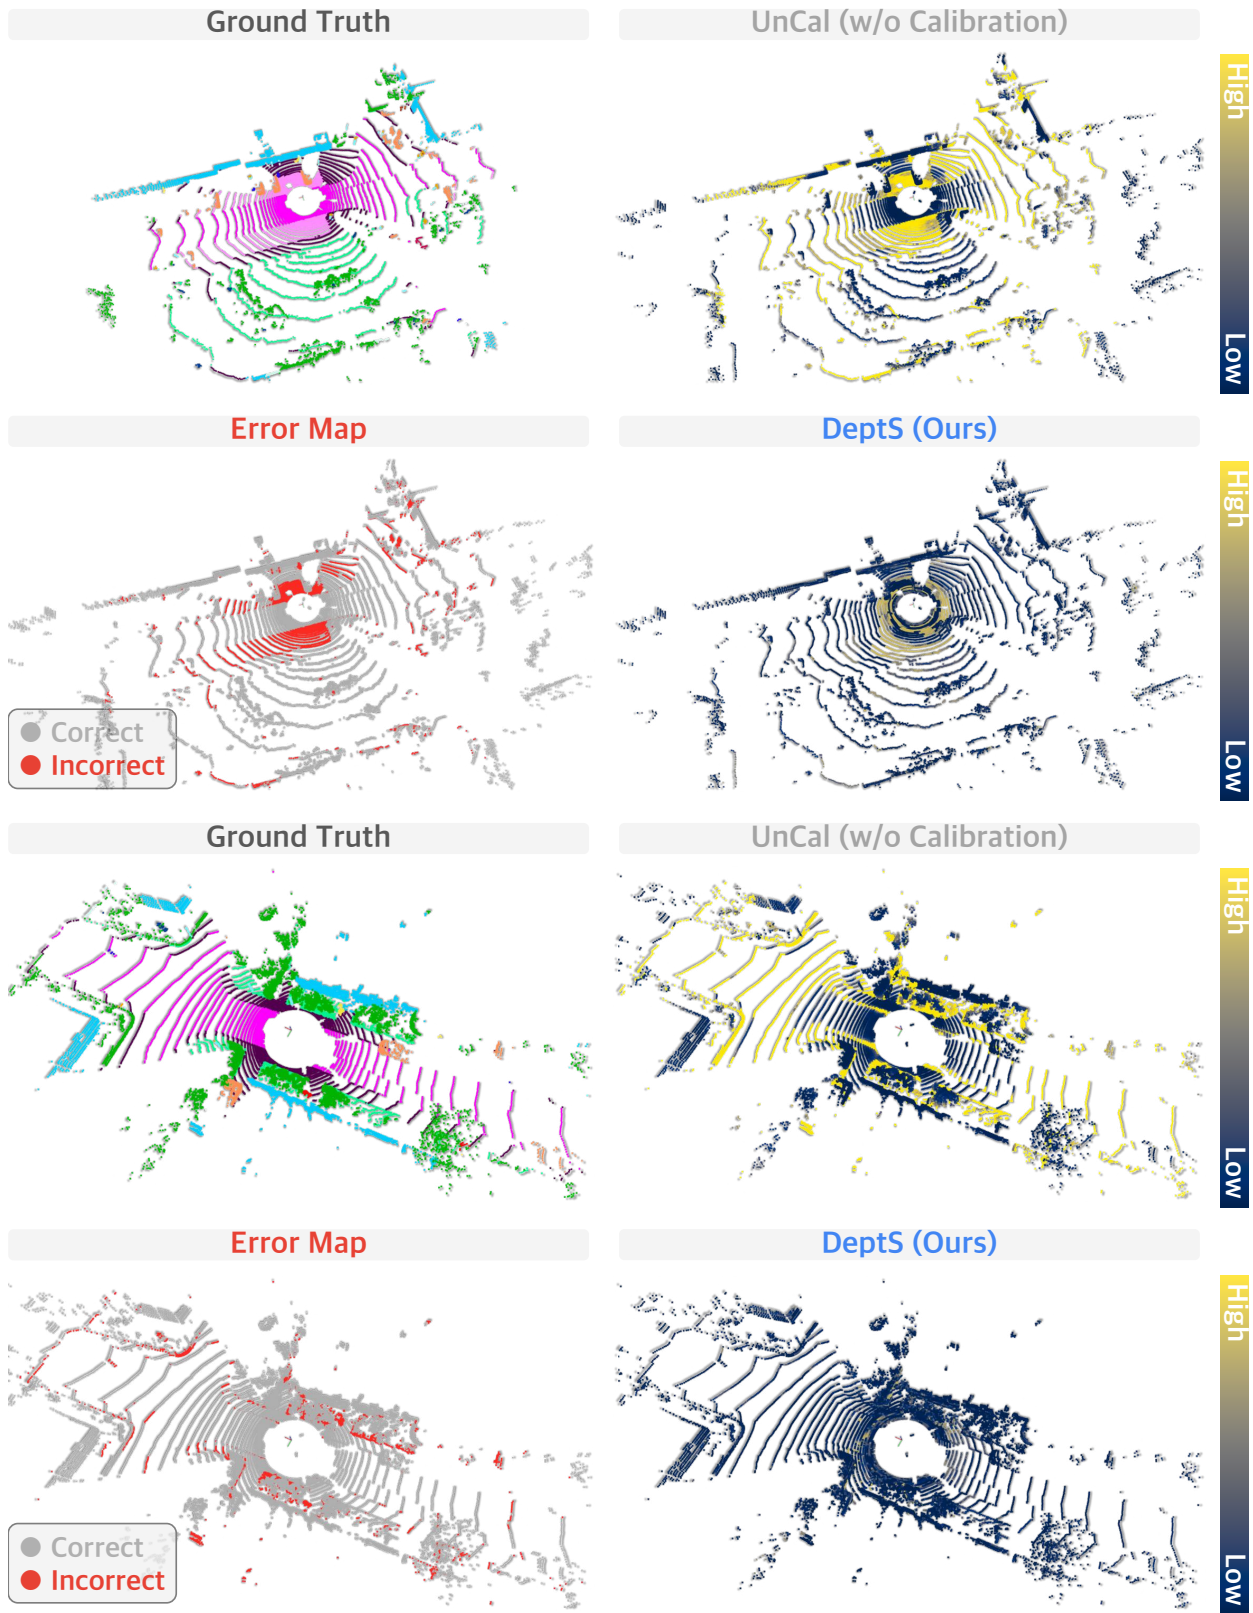 Ground Truth
UnCal (w/o Calibration)
High
Low
Error Map
DeptS (Ours)
High
Low
Correct
Incorrect
Ground Truth
UnCal (w/o Calibration)
High
Low
Error Map
DeptS (Ours)
High
Low
Correct
Incorrect